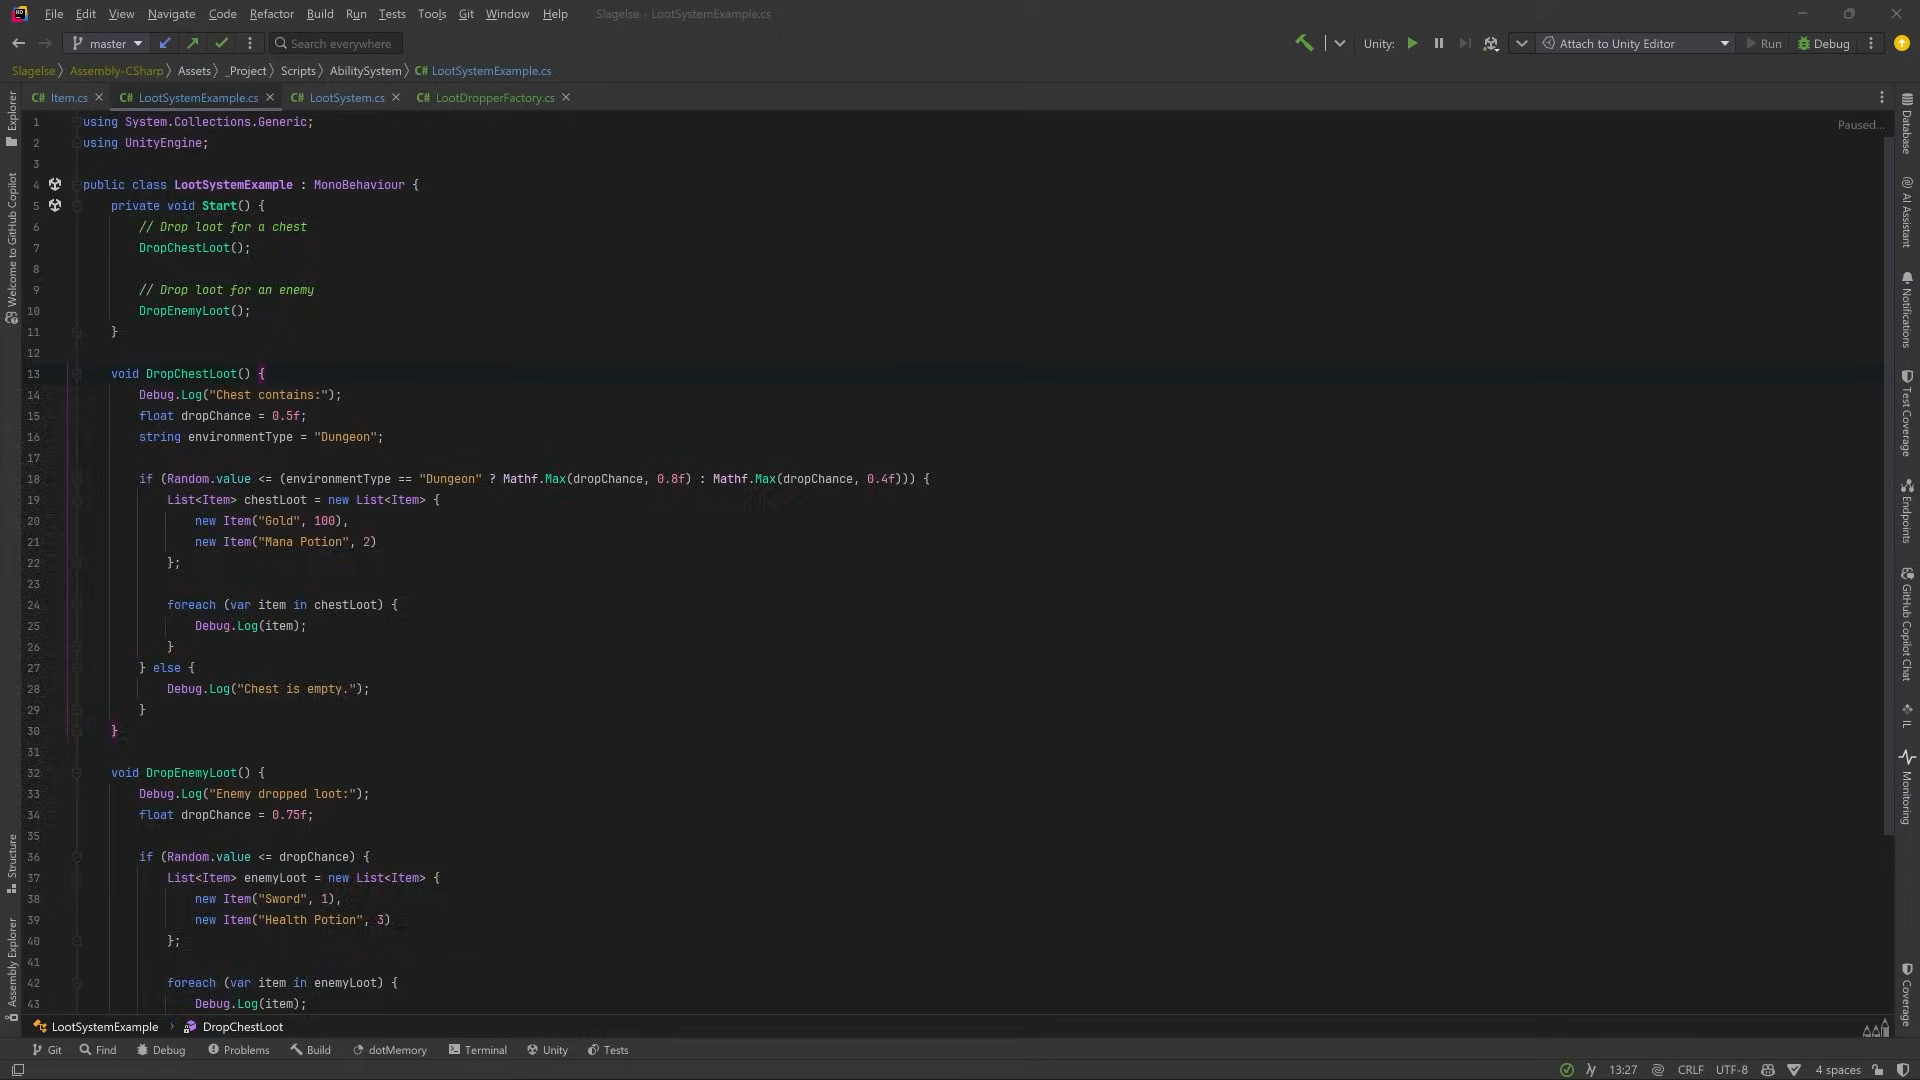 File Edit View Navigate Code Refactor Build Run Tests Tools Git Window Help Slagelse - LootSystemExample.cs
master Search everywhere Unity: Attach to Unity Editor Run Debug
Slagelse Assembly-CSharp Assets _Project Scripts AbilitySystem C# LootSystemExample.cs
C# Item.cs C# LootSystemExample.cs C# LootSystem.cs C# LootDropperFactory.cs
Paused...
1 using System.Collections.Generic;
2 using UnityEngine;
3
4 public class LootSystemExample : MonoBehaviour {
5 private void Start() {
6 // Drop loot for a chest
7 DropChestLoot();
8
9 // Drop loot for an enemy
10 DropEnemyLoot();
11 }
12
13 void DropChestLoot() {
14 Debug.Log("Chest contains:");
15 float dropChance = 0.5f;
16 string environmentType = "Dungeon";
17
18 if (Random.value <= (environmentType == "Dungeon" ? Mathf.Max(dropChance, 0.8f) : Mathf.Max(dropChance, 0.4f))) {
19 List<Item> chestLoot = new List<Item> {
20 new Item("Gold", 100),
21 new Item("Mana Potion", 2)
22 };
23
24 foreach (var item in chestLoot) {
25 Debug.Log(item);
26 }
27 } else {
28 Debug.Log("Chest is empty.");
29 }
30 }
31
32 void DropEnemyLoot() {
33 Debug.Log("Enemy dropped loot:");
34 float dropChance = 0.75f;
35
36 if (Random.value <= dropChance) {
37 List<Item> enemyLoot = new List<Item> {
38 new Item("Sword", 1),
39 new Item("Health Potion", 3)
40 };
41
42 foreach (var item in enemyLoot) {
43 Debug.Log(item);
Explorer
Welcome to GitHub Copilot
Structure
Assembly Explorer
Database
AI Assistant
Notifications
Test Coverage
Endpoints
GitHub Copilot Chat
IL
Monitoring
Coverage
LootSystemExample DropChestLoot
Git Find Debug Problems Build dotMemory Terminal Unity Tests
13:27 CRLF UTF-8 4 spaces